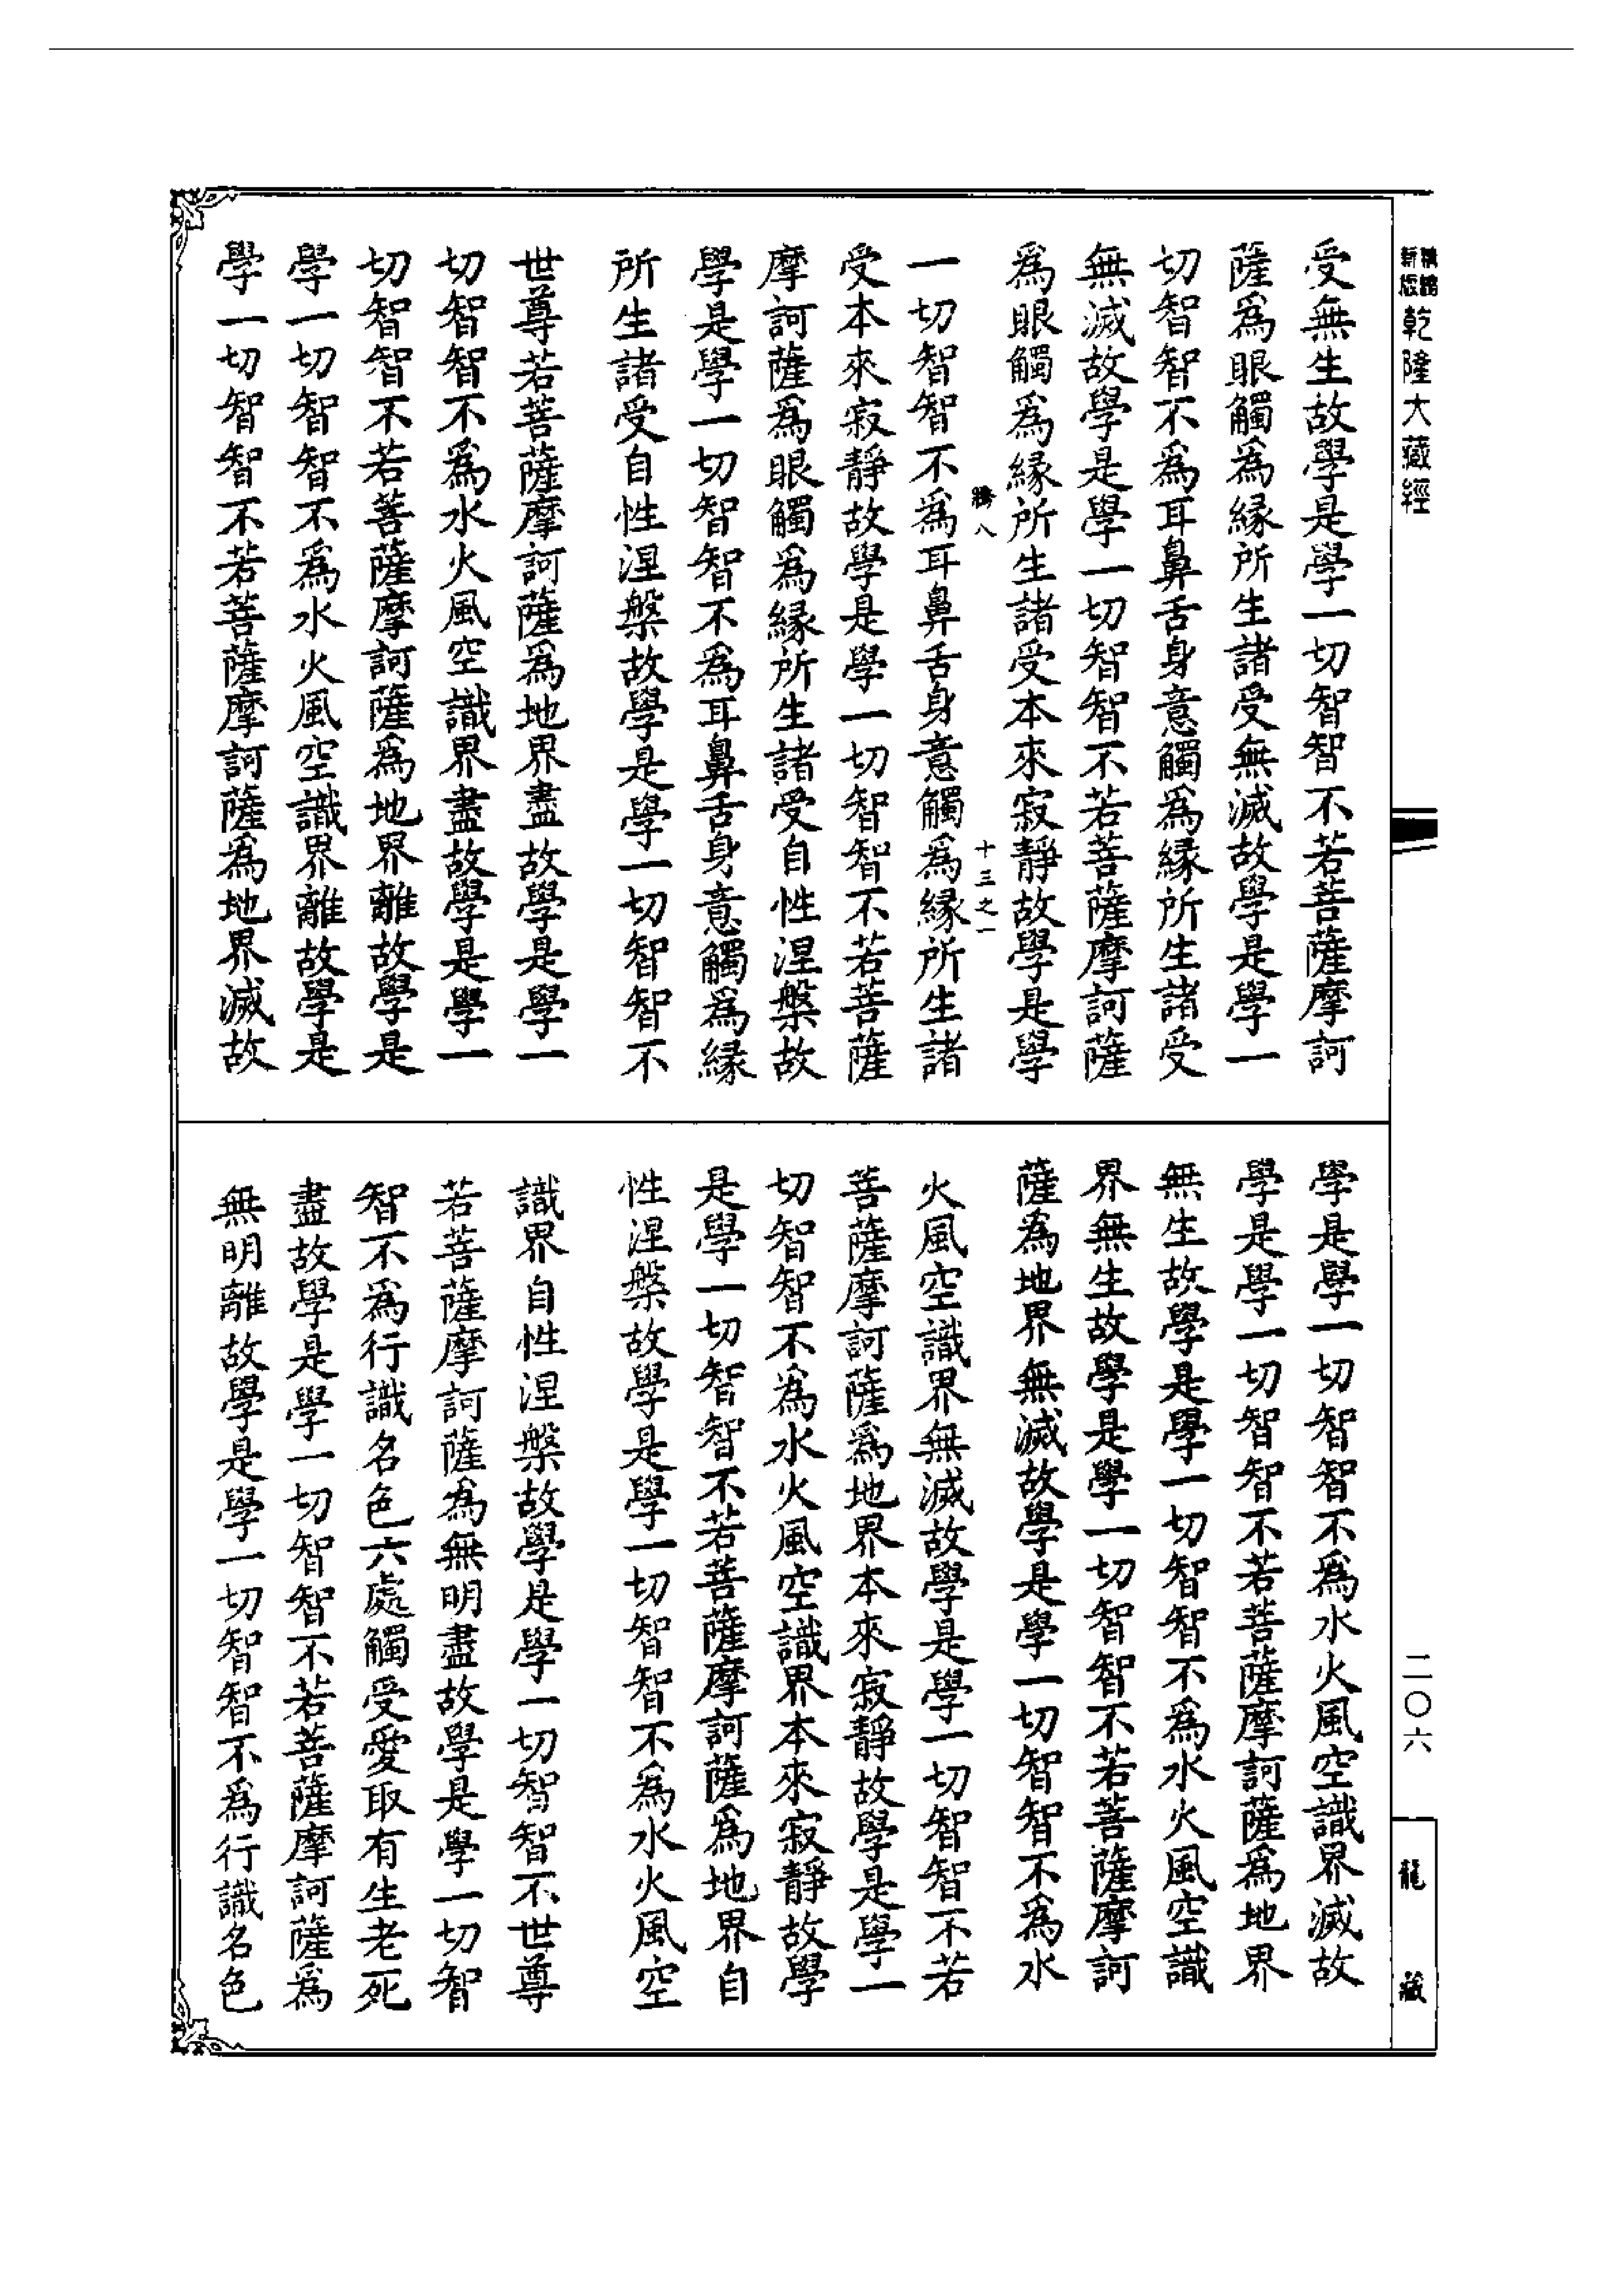 乾隆大藏經
受無生故學是學一切智智不若菩薩摩訶
薩爲眼觸爲緣所生諸受無滅故學是學一
切智智不爲耳鼻舌身意觸爲緣所生諸受
無滅故學是學一切智智不若菩薩摩訶薩
爲眼觸爲緣所生諸受本來寂靜故學是學
八 十三之一
一切智智不爲耳鼻舌身意觸爲緣所生諸
受本來寂靜故學是學一切智智不若菩薩
摩訶薩爲眼觸爲緣所生諸受自性涅槃故
學是學一切智智不爲耳鼻舌身意觸爲緣
所生諸受自性涅槃故學是學一切智智不
世尊若菩薩摩訶薩爲地界盡故學是學一
切智智不爲水火風空識界盡故學是學一
切智智不若菩薩摩訶薩爲地界離故學是
學一切智智不爲水火風空識界離故學是
學一切智智不若菩薩摩訶薩爲地界滅故
學是學一切智智不爲水火風空識界滅故
學是學一切智智不若菩薩摩訶薩爲地界
無生故學是學一切智智不爲水火風空識
界無生故學是學一切智智不若菩薩摩訶
薩爲地界無滅故學是學一切智智不爲水
火風空識界無滅故學是學一切智智不若
菩薩摩訶薩爲地界本來寂靜故學是學一
切智智不爲水火風空識界本來寂靜故學
是學一切智智不若菩薩摩訶薩爲地界自
性涅槃故學是學一切智智不爲水火風空
識界自性涅槃故學是學一切智智不世尊
若菩薩摩訶薩爲無明盡故學是學一切智
智不爲行識名色六處觸受愛取有生老死
盡故學是學一切智智不若菩薩摩訶薩爲
無明離故學是學一切智智不爲行識名色
二〇六
龍藏